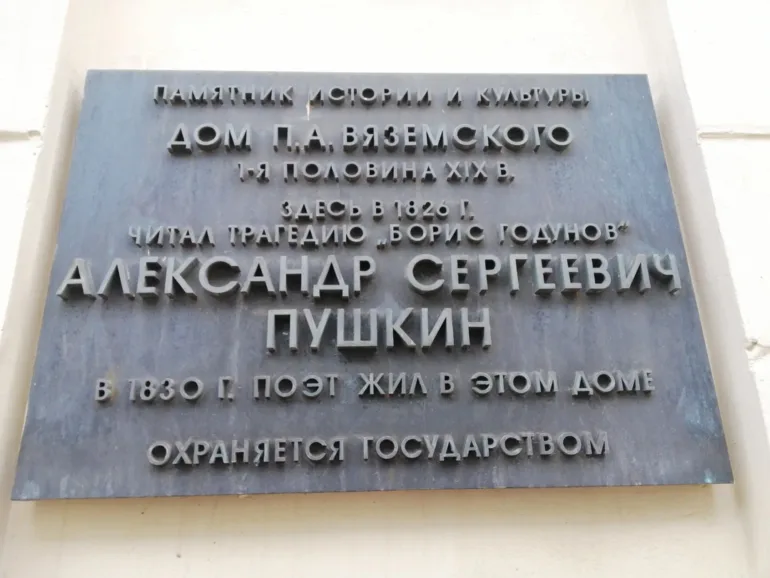 ПАМЯТНИК ИСТОРИИ И КУЛЬТУРЫ
ДОМ П.А. ВЯЗЕМСКОГО
1-Я ПОЛОВИНА XIX В.
ЗДЕСЬ В 1826 Г.
ЧИТАЛ ТРАГЕДИЮ „БОРИС ГОДУНОВ“
АЛЕКСАНДР СЕРГЕЕВИЧ
ПУШКИН
В 1830 Г. ПОЭТ ЖИЛ В ЭТОМ ДОМЕ
ОХРАНЯЕТСЯ ГОСУДАРСТВОМ